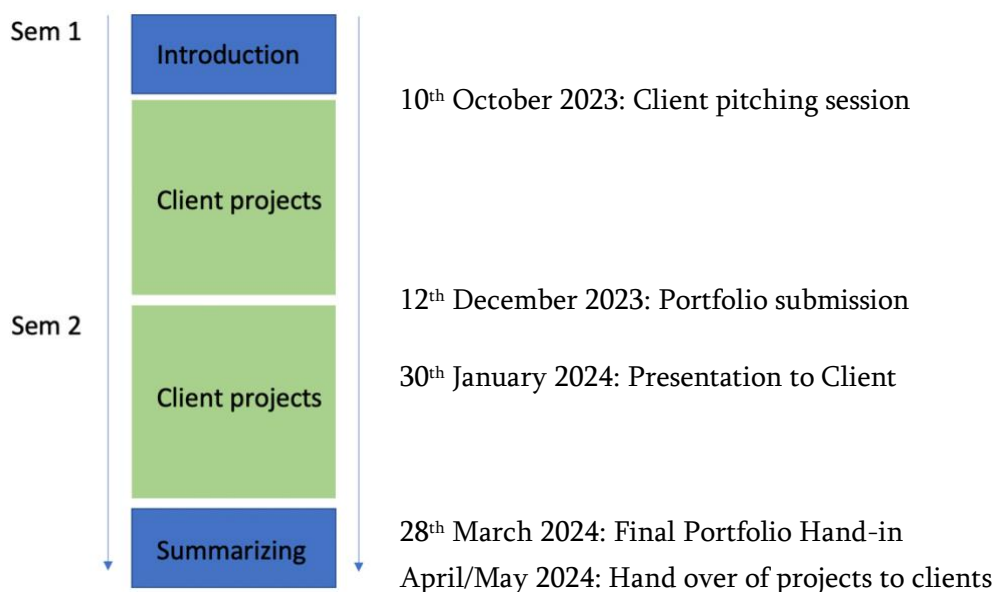 Sem 1
Introduction
10th October 2023: Client pitching session
Client projects
12th December 2023: Portfolio submission
Sem 2
30th January 2024: Presentation to Client
Client projects
28th March 2024: Final Portfolio Hand-in
Summarizing
April/May 2024: Hand over of projects to clients